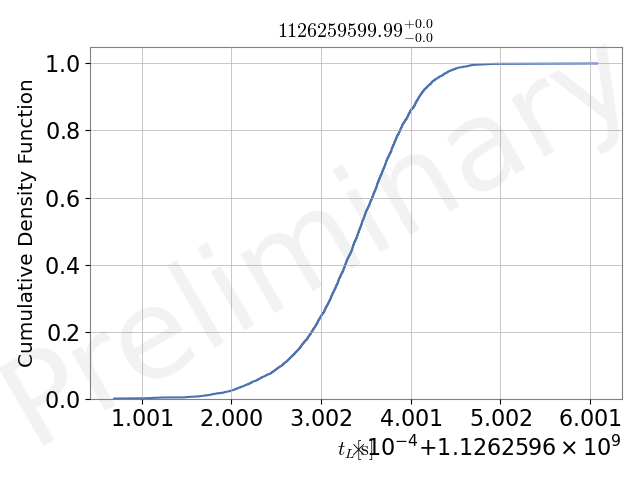 1126259599.99+0.0−0.0
Cumulative Density Function
1.0
0.8
0.6
0.4
0.2
0.0
1.001 2.000 3.002 4.001 5.002 6.001
t_L[s]
×10−4+1.1262596 × 10^9
Preliminary